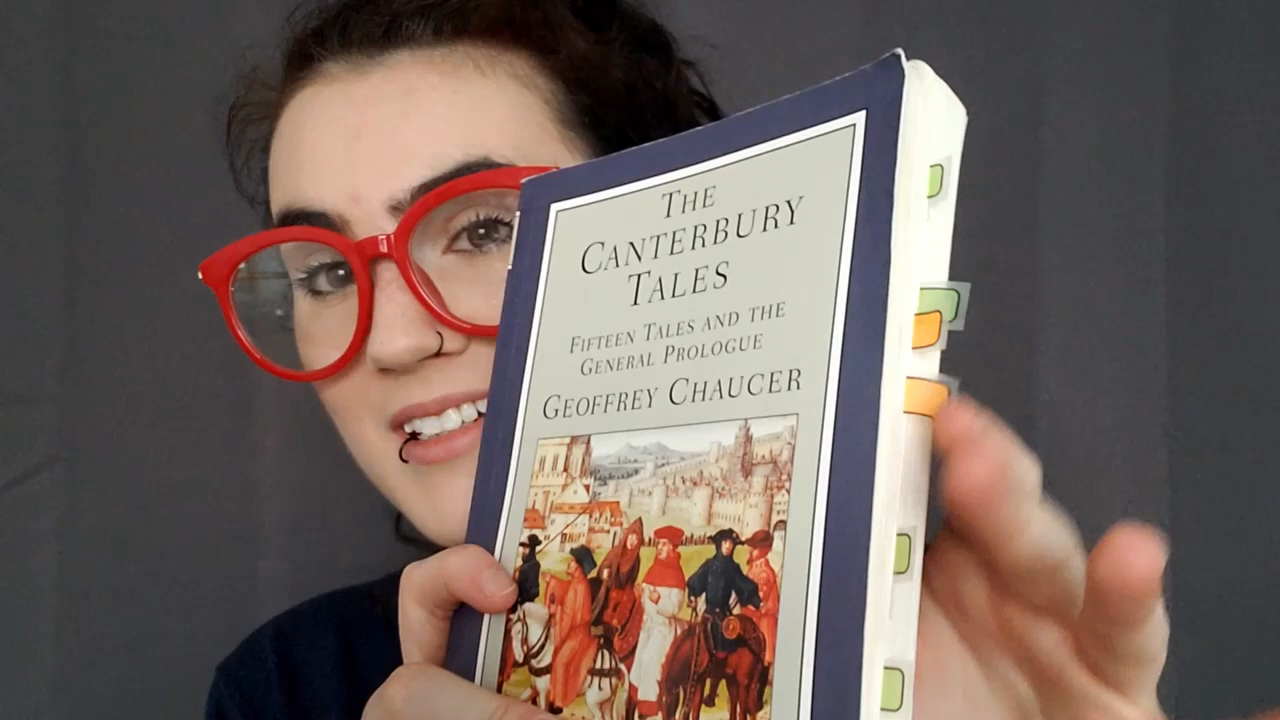 THE
CANTERBURY
TALES
FIFTEEN TALES AND THE
GENERAL PROLOGUE
GEOFFREY CHAUCER